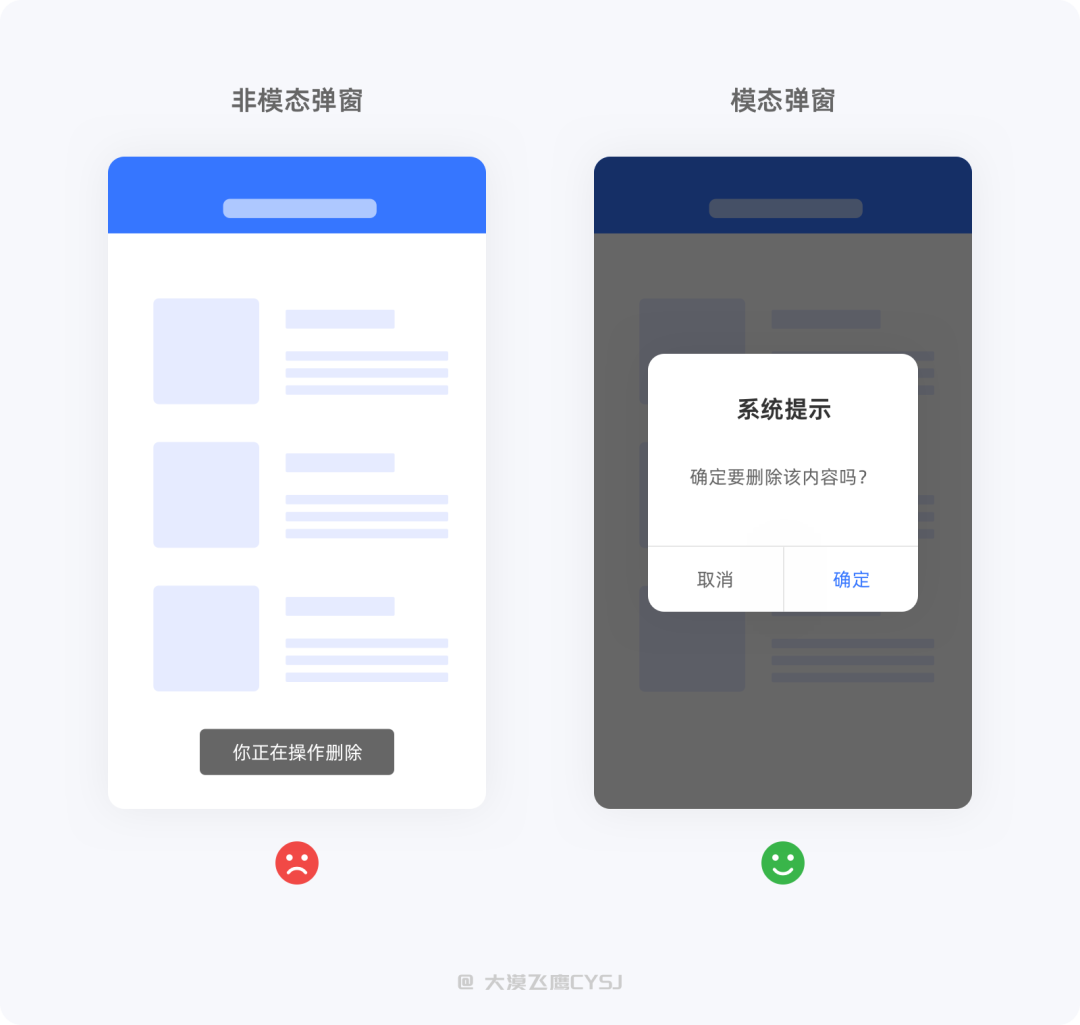 非模态弹窗
模态弹窗
系统提示
确定要删除该内容吗?
取消
确定
你正在操作删除
@ 大漠飞鹰CYSJ